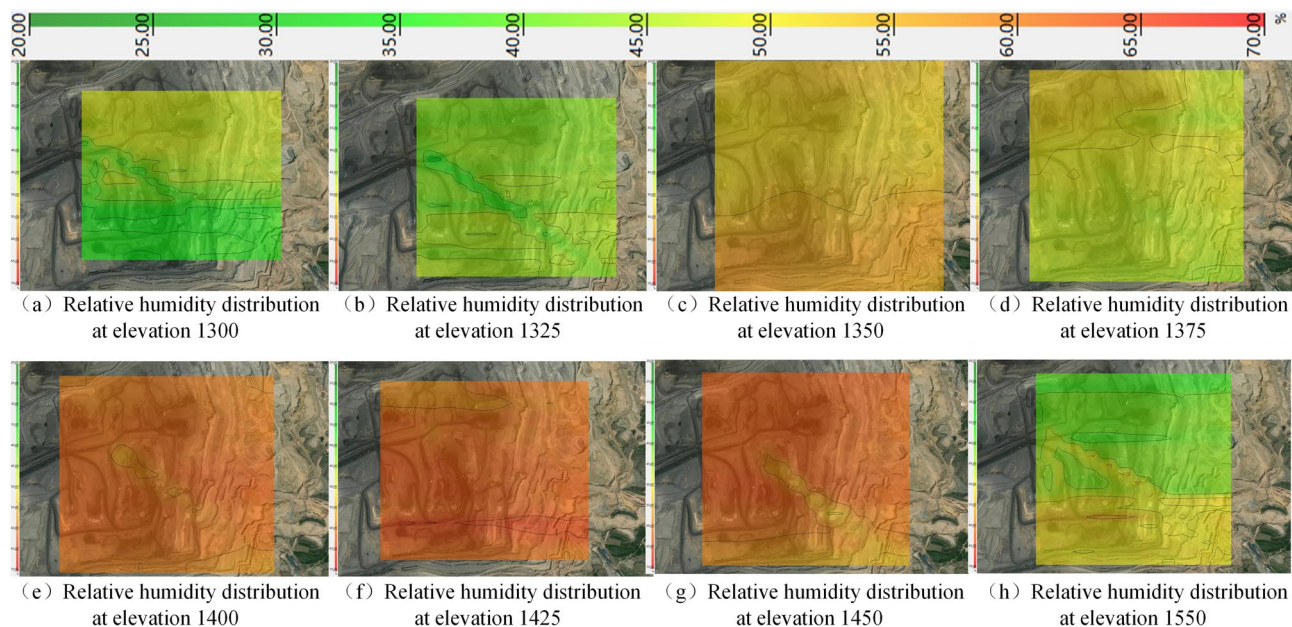 20.00 25.00 30.00 35.00 40.00 45.00 50.00 55.00 60.00 65.00 70.00 %
(a) Relative humidity distribution
at elevation 1300
(b) Relative humidity distribution
at elevation 1325
(c) Relative humidity distribution
at elevation 1350
(d) Relative humidity distribution
at elevation 1375
(e) Relative humidity distribution
at elevation 1400
(f) Relative humidity distribution
at elevation 1425
(g) Relative humidity distribution
at elevation 1450
(h) Relative humidity distribution
at elevation 1550